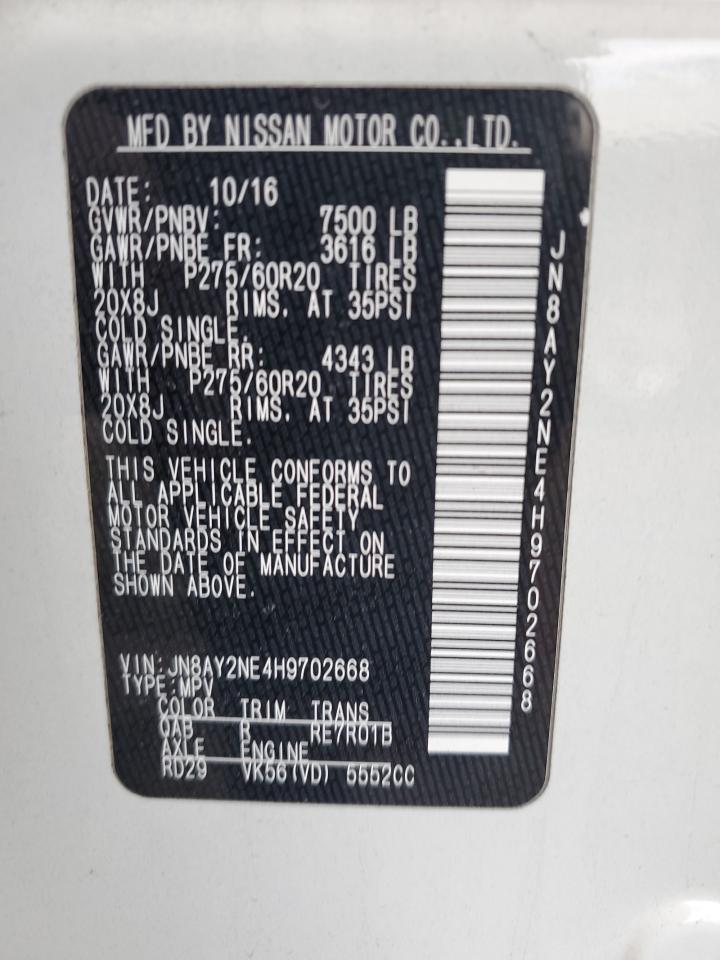 MFD BY NISSAN MOTOR CO.,LTD.
DATE: 10/16
GVWR/PNBV: 7500 LB
GAWR/PNBE FR: 3616 LB
WITH P275/60R20 TIRES
20X8J RIMS. AT 35PSI
COLD SINGLE.
GAWR/PNBE RR: 4343 LB
WITH P275/60R20 TIRES
20X8J RIMS. AT 35PSI
COLD SINGLE.
THIS VEHICLE CONFORMS TO
ALL APPLICABLE FEDERAL
MOTOR VEHICLE SAFETY
STANDARDS IN EFFECT ON
THE DATE OF MANUFACTURE
SHOWN ABOVE.
VIN:JN8AY2NE4H9702668
TYPE:MPV
COLOR TRIM TRANS
QAB R RE7R01B
AXLE ENGINE
RD29 VK56(VD) 5552CC
JN8AY2NE4H9702668